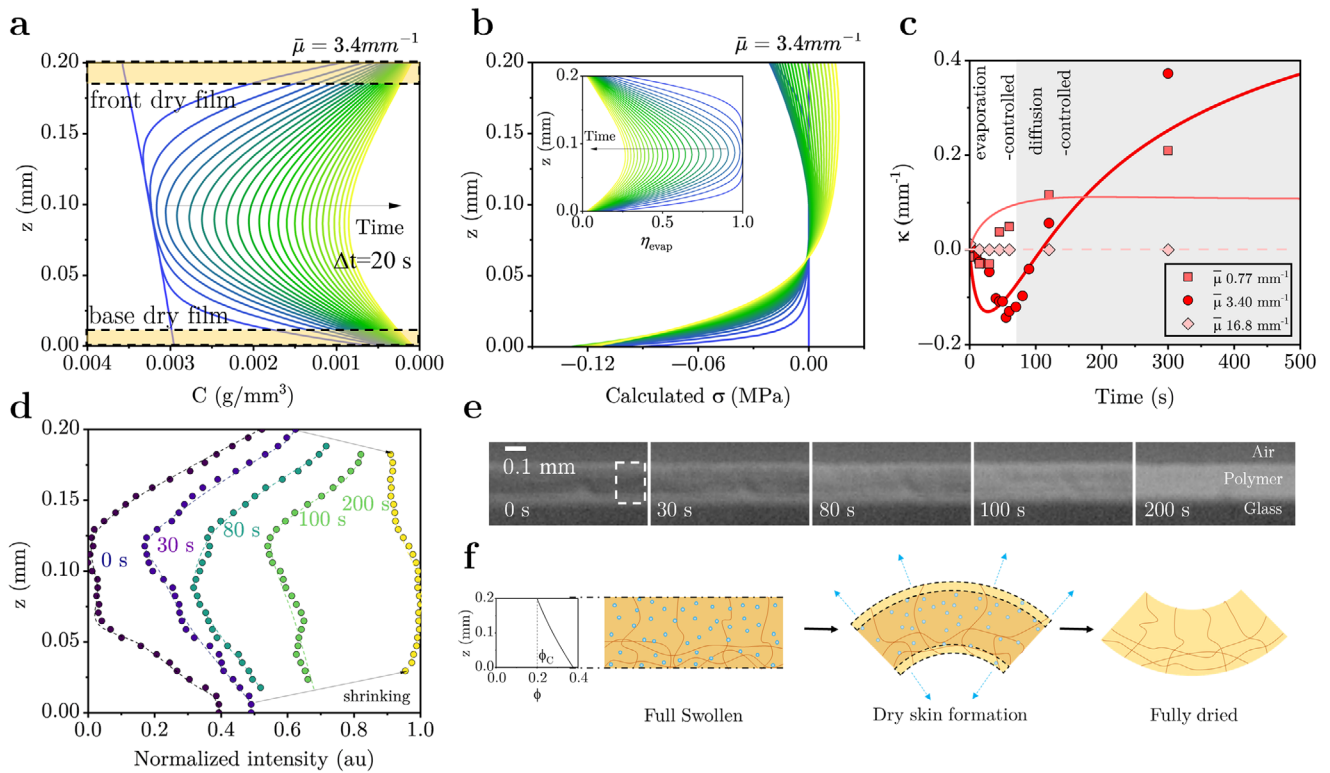 a
μ̄ = 3.4mm⁻¹
0.20
0.15
0.10
0.05
0.00
z (mm)
front dry film
base dry film
Time
Δt=20 s
0.004
0.003
0.002
0.001
0.000
C (g/mm³)
b
μ̄ = 3.4mm⁻¹
0.20
0.15
0.10
0.05
0.00
z (mm)
0.2
0.1
0.0
z (mm)
Time
0.0
0.5
1.0
η_evap
−0.12
−0.06
0.00
Calculated σ (MPa)
c
0.4
0.2
0.0
−0.2
κ (mm⁻¹)
evaporation
-controlled
diffusion
-controlled
μ̄ 0.77 mm⁻¹
μ̄ 3.40 mm⁻¹
μ̄ 16.8 mm⁻¹
0
100
200
300
400
500
Time (s)
d
0.20
0.15
0.10
0.05
0.00
z (mm)
0 s
30 s
80 s
100 s
200 s
shrinking
0.0
0.2
0.4
0.6
0.8
1.0
Normalized intensity (au)
e
0.1 mm
0 s
30 s
80 s
100 s
200 s
Air
Polymer
Glass
f
0.2
0.0
z (mm)
ϕ_C
0.0
0.2
0.4
ϕ
Full Swollen
Dry skin formation
Fully dried